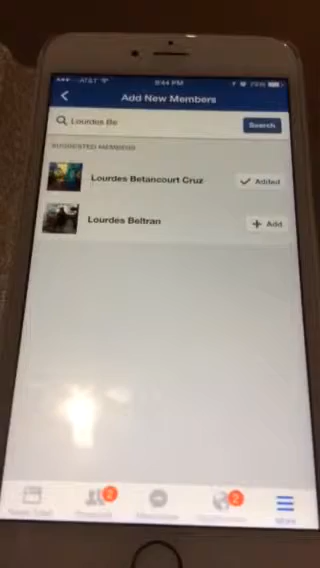 AT&T 9:44 PM 79%
Add New Members
Lourdes Be Search
SUGGESTED MEMBERS
Lourdes Betancourt Cruz Added
Lourdes Beltran Add
2 2
More